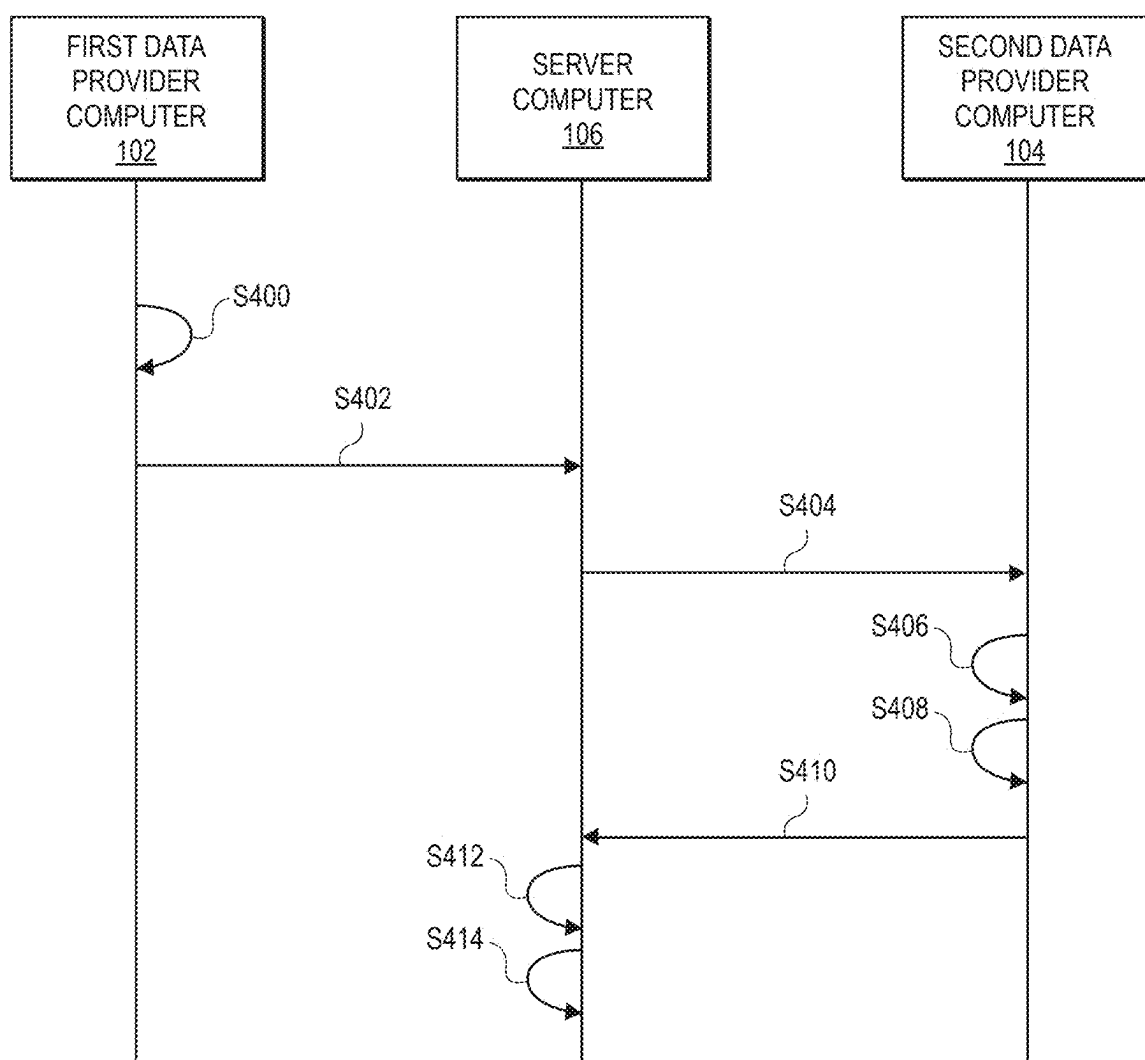 FIRST DATA
PROVIDER
COMPUTER
102
SERVER
COMPUTER
106
SECOND DATA
PROVIDER
COMPUTER
104
S400
S402
S404
S406
S408
S410
S412
S414